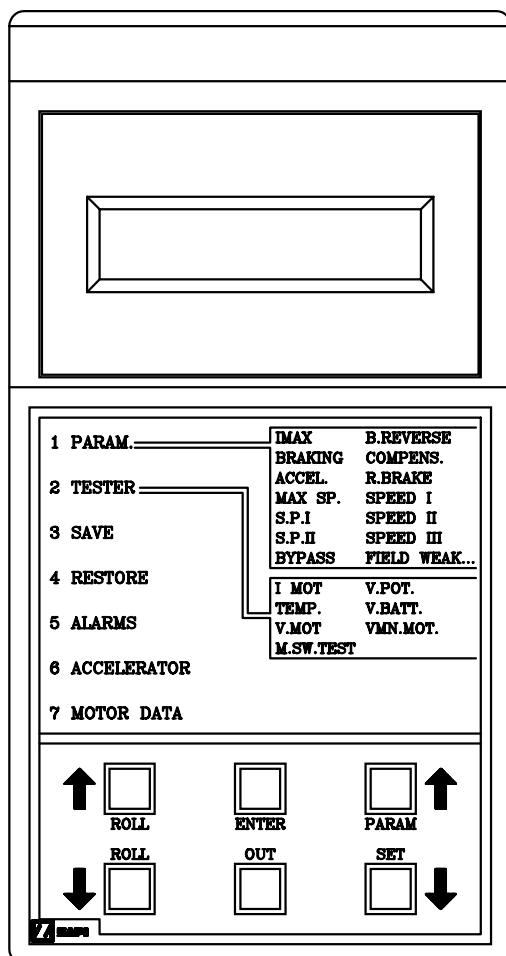 1 PARAM.
2 TESTER
3 SAVE
4 RESTORE
5 ALARMS
6 ACCELERATOR
7 MOTOR DATA
IMAX B.REVERSE
BRAKING COMPENS.
ACCEL. R.BRAKE
MAX SP. SPEED I
S.P.I SPEED II
S.P.II SPEED III
BYPASS FIELD WEAK...
I MOT V.POT.
TEMP. V.BATT.
V.MOT VMN.MOT.
M.SW.TEST
ROLL ENTER PARAM
ROLL OUT SET
Z ZAPI